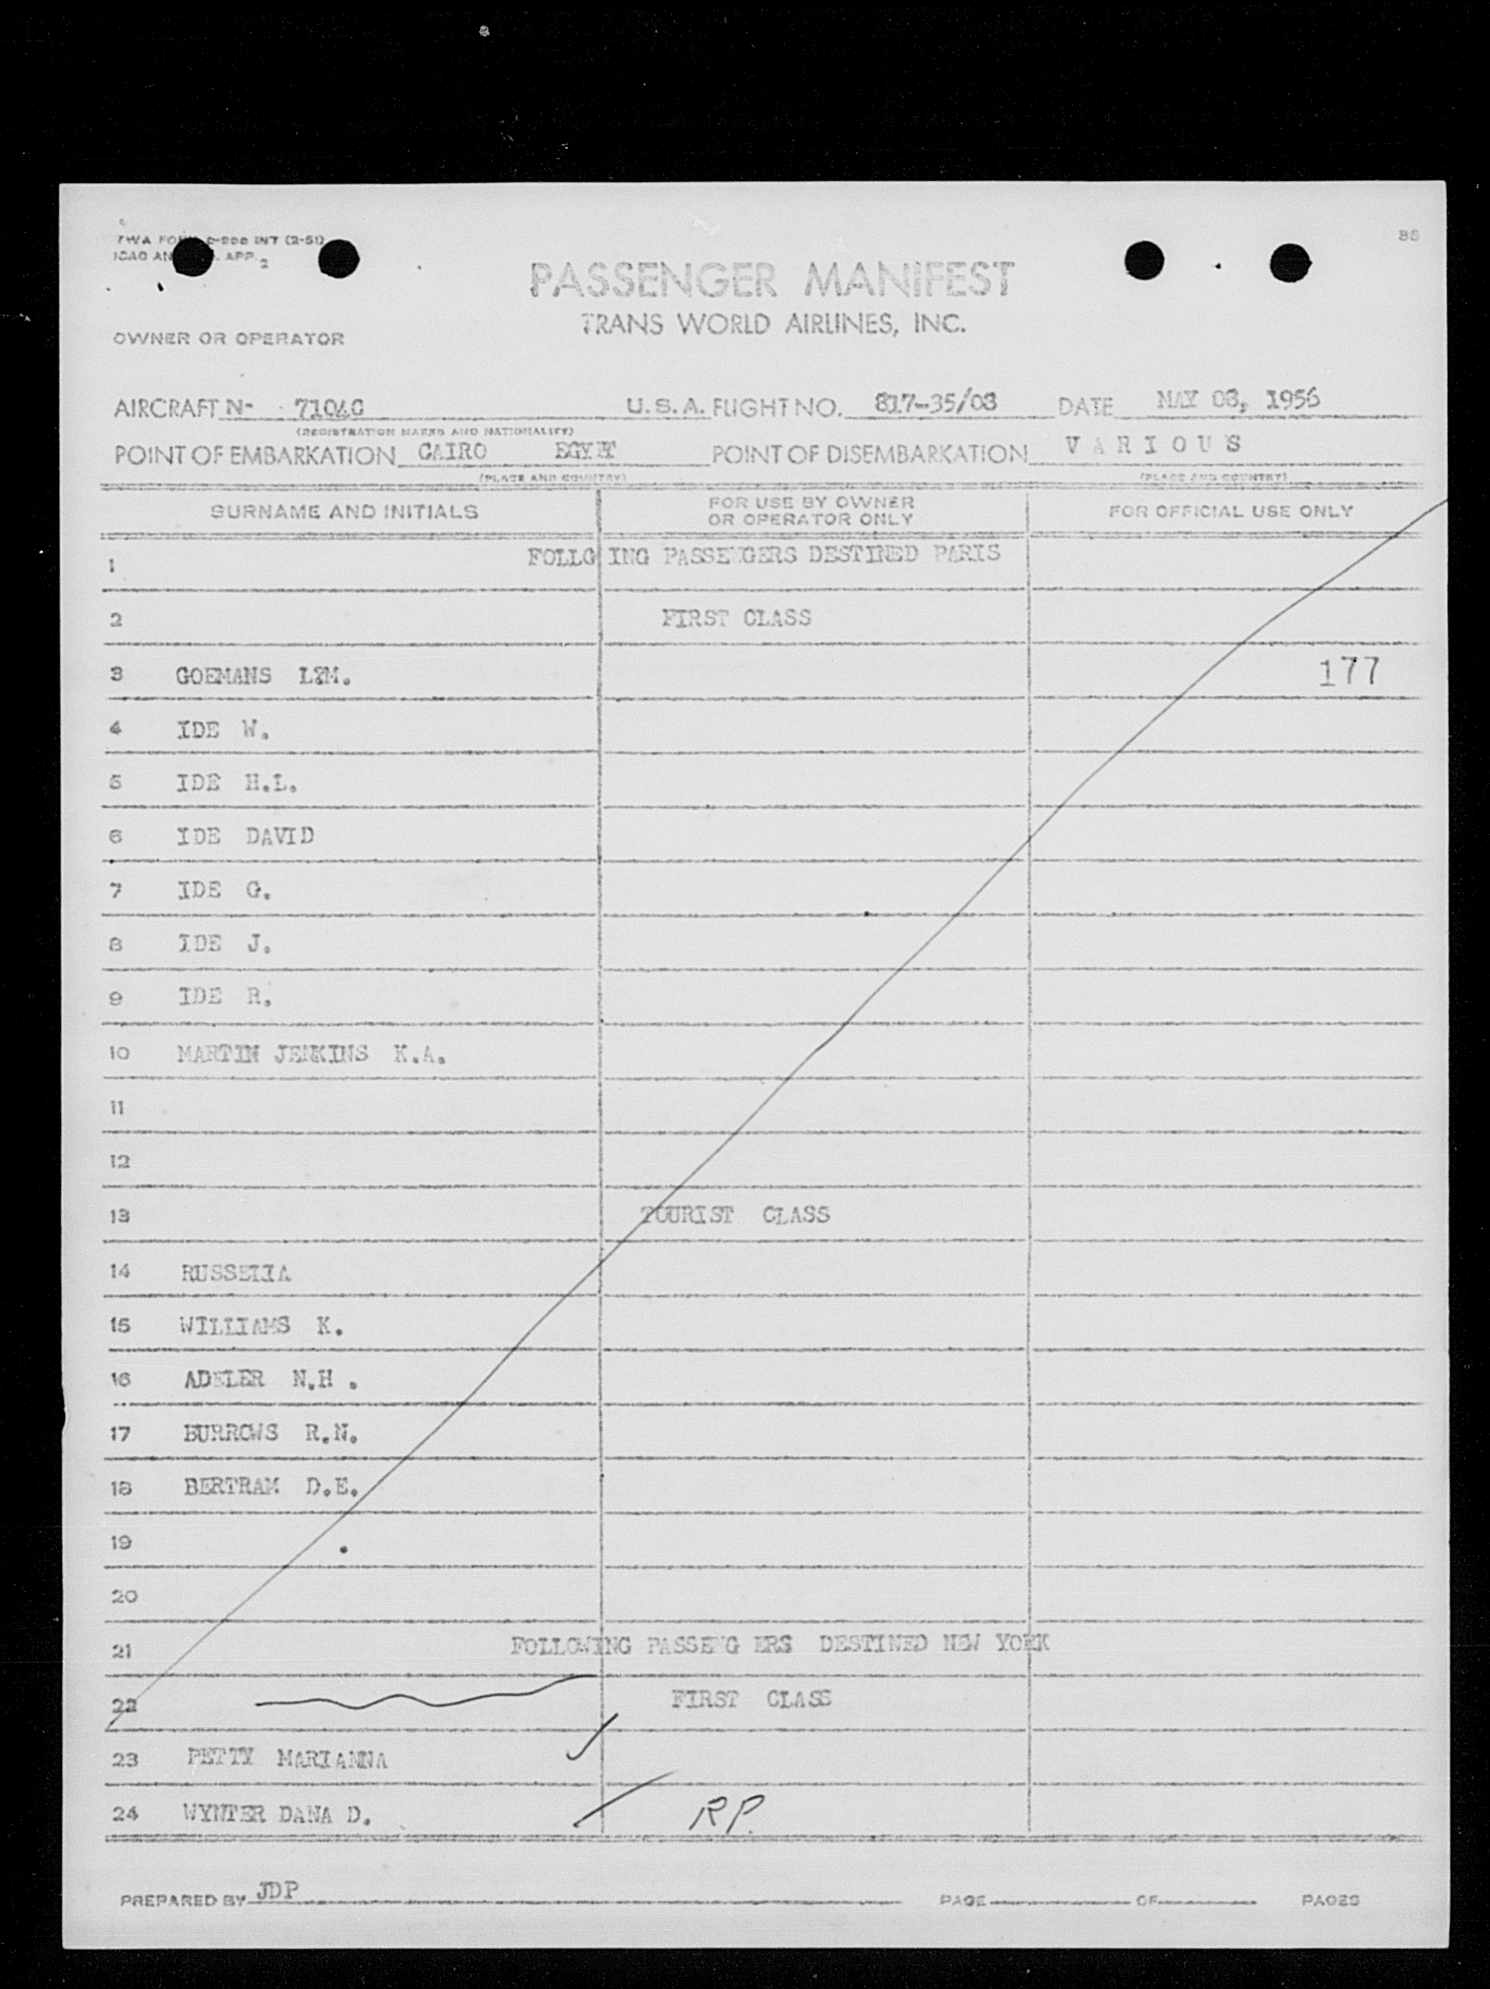 TWA FORM INT (2-51)
ICAO APP. 2
86
PASSENGER MANIFEST
TRANS WORLD AIRLINES, INC.
OWNER OR OPERATOR
AIRCRAFT N- 7104C U.S.A. FLIGHT NO. 817-35/08 DATE MAY 08, 1956
(REGISTRATION MARKS AND NATIONALITY)
POINT OF EMBARKATION CAIRO EGYPT POINT OF DISEMBARKATION VARIOUS
(PLACE AND COUNTRY) (PLACE AND COUNTRY)
SURNAME AND INITIALS FOR USE BY OWNER OR OPERATOR ONLY FOR OFFICIAL USE ONLY
1 FOLLOWING PASSENGERS DESTINED PARIS
2 FIRST CLASS
3 GOEMANS L&M. 177
4 IDE W.
5 IDE H.L.
6 IDE DAVID
7 IDE G.
8 IDE J.
9 IDE R.
10 MARTIN JENKINS K.A.
11
12
13 TOURIST CLASS
14 RUSSELLA
15 WILLIAMS K.
16 ADELER N.H .
17 BURROWS R.N.
18 BERTRAM D.E.
19
20
21 FOLLOWING PASSENG ERS DESTINED NEW YORK
22 FIRST CLASS
23 PETTY MARIANNA
24 WYNTER DANA D. RP.
PREPARED BY JDP PAGE OF PAGES